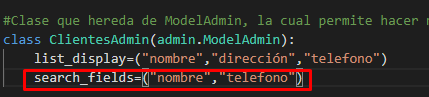 #Clase que hereda de ModelAdmin, la cual permite hacer
class ClientesAdmin(admin.ModelAdmin):
list_display=("nombre","dirección","telefono")
search_fields=("nombre","telefono")